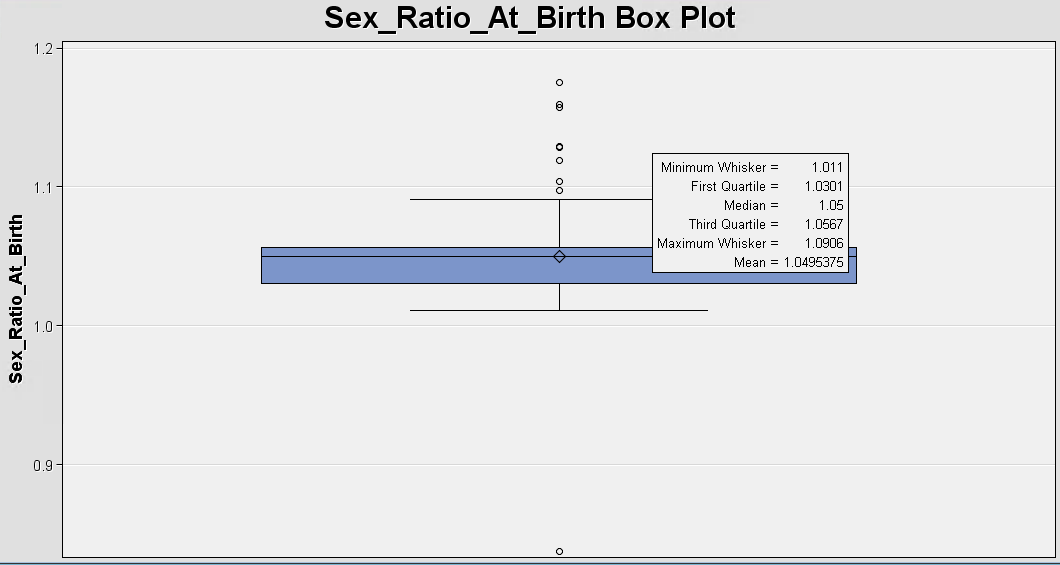 Sex_Ratio_At_Birth Box Plot
1.2
1.1
1.0
0.9
Sex_Ratio_At_Birth
Minimum Whisker = 1.011
First Quartile = 1.0301
Median = 1.05
Third Quartile = 1.0567
Maximum Whisker = 1.0906
Mean = 1.0495375